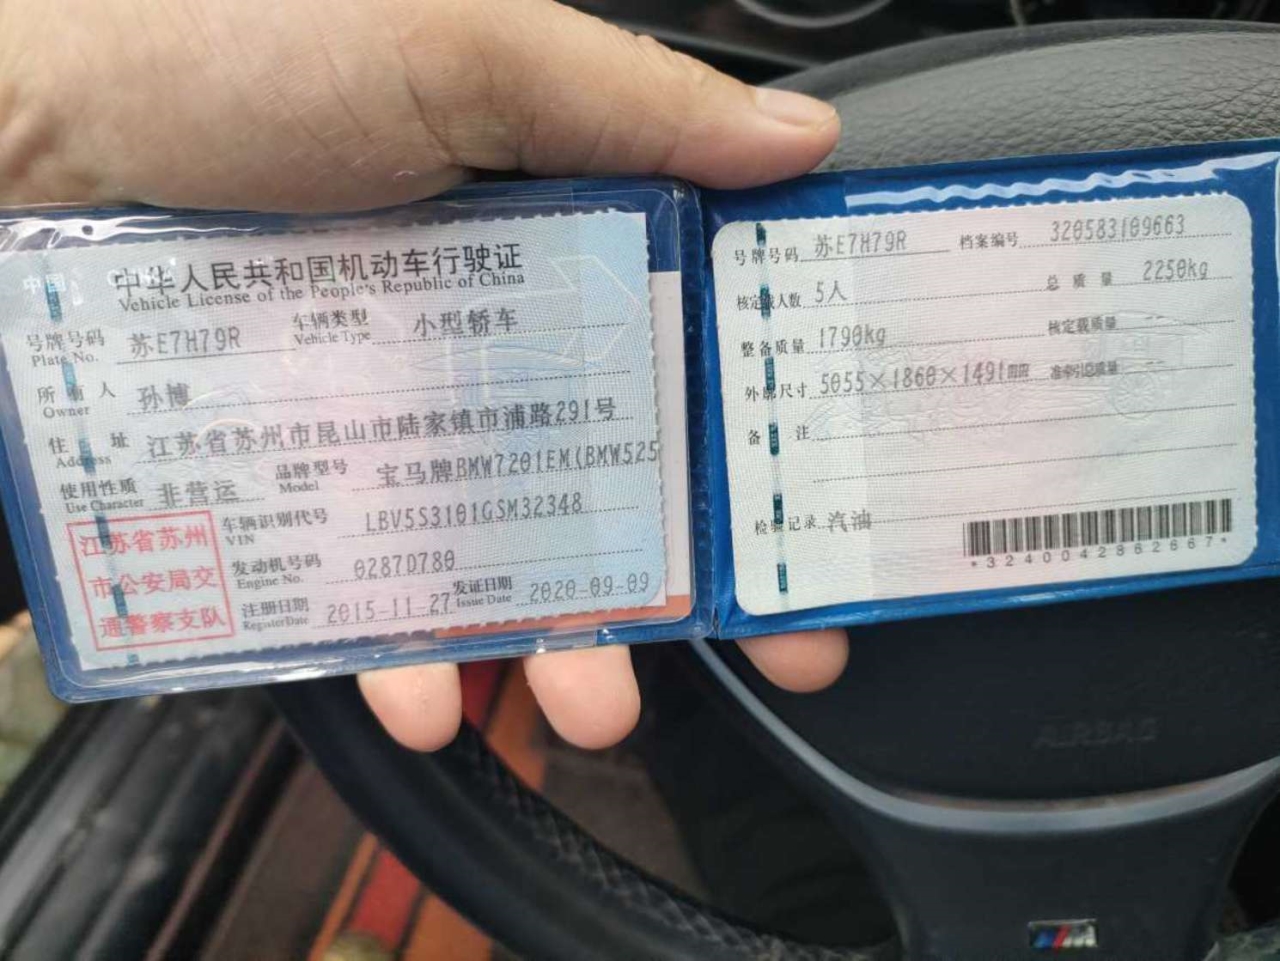 中国
中华人民共和国机动车行驶证
Vehicle License of the People's Republic of China
号牌号码 苏E7H79R 车辆类型 小型轿车
Plate No. Vehicle Type
所有人 孙博
Owner
住址 江苏省苏州市昆山市陆家镇市浦路291号
Address
使用性质 非营运 品牌型号 宝马牌BMW7201EM(BMW525
Use Character Model
车辆识别代号 LBV5S3101GSM32348
VIN
发动机号码 0287D780
Engine No.
注册日期 2015-11-27 发证日期 2020-09-09
Register Date Issue Date
江苏省苏州
市公安局交
通警察支队
号牌号码 苏E7H79R 档案编号 320583109663
核定载人数 5人 总质量 2250kg
整备质量 1790kg 核定载质量 --
外廓尺寸 5055×1860×1491mm 准牵引总质量 --
备注
检验记录 汽油
*3240042862667*
AIRBAG
M